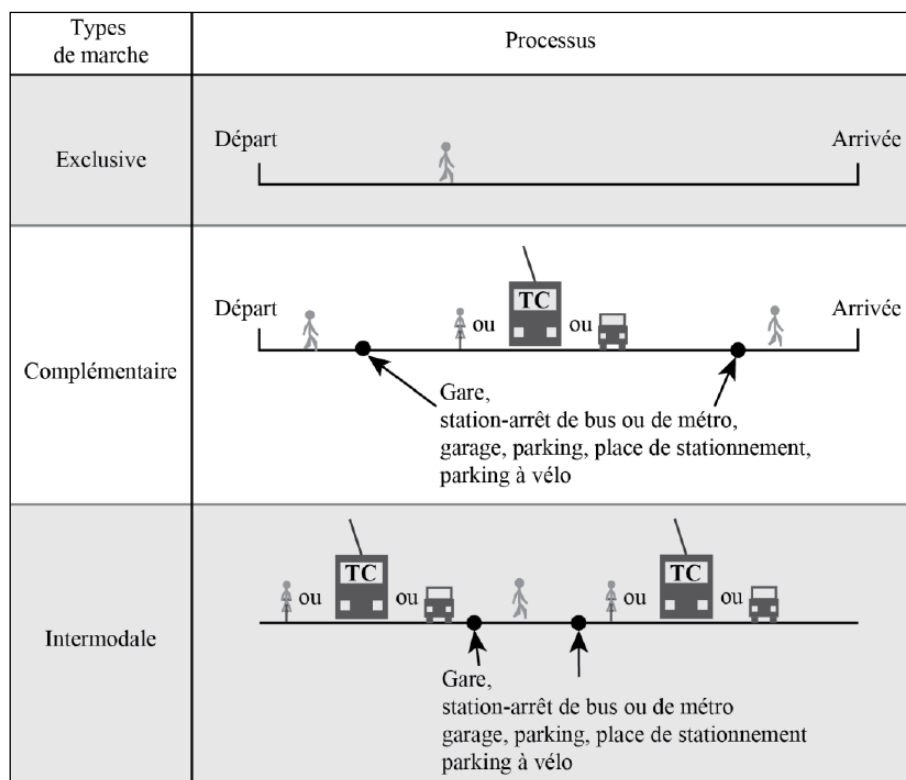 Types
de marche
Processus
Exclusive
Départ
Arrivée
Complémentaire
Départ
ou
TC
ou
Arrivée
Gare,
station-arrêt de bus ou de métro,
garage, parking, place de stationnement,
parking à vélo
Intermodale
ou
TC
ou
ou
TC
ou
Gare,
station-arrêt de bus ou de métro
garage, parking, place de stationnement
parking à vélo